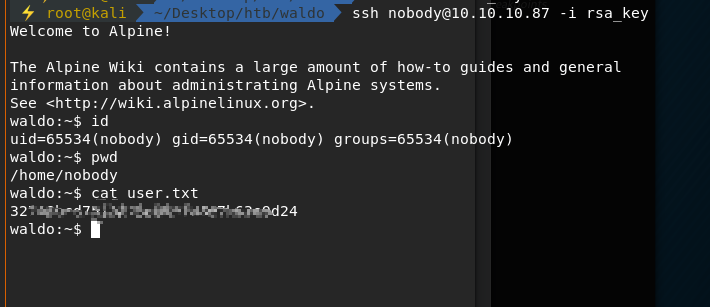 ⚡ root@kali ~/Desktop/htb/waldo ssh nobody@10.10.10.87 -i rsa_key
Welcome to Alpine!
The Alpine Wiki contains a large amount of how-to guides and general
information about administrating Alpine systems.
See <http://wiki.alpinelinux.org>.
waldo:~$ id
uid=65534(nobody) gid=65534(nobody) groups=65534(nobody)
waldo:~$ pwd
/home/nobody
waldo:~$ cat user.txt
waldo:~$